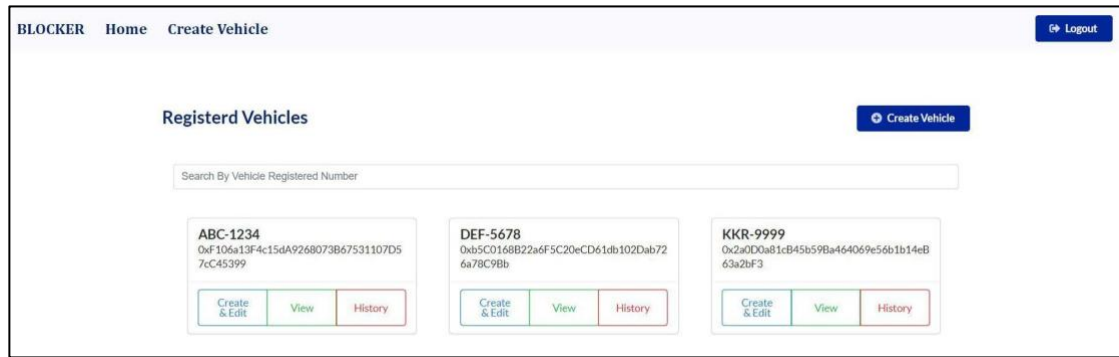 BLOCKER Home Create Vehicle Logout
Registerd Vehicles Create Vehicle
Search By Vehicle Registered Number
ABC-1234
0xF106a13F4c15dA9268073B67531107D5
7cC45399
Create
& Edit
View
History
DEF-5678
0xb5C0168B22a6F5C20eCD61db102Dab72
6a78C9Bb
Create
& Edit
View
History
KKR-9999
0x2a0D0a81cB45b59Ba464069e56b1b14eB
63a2bF3
Create
& Edit
View
History